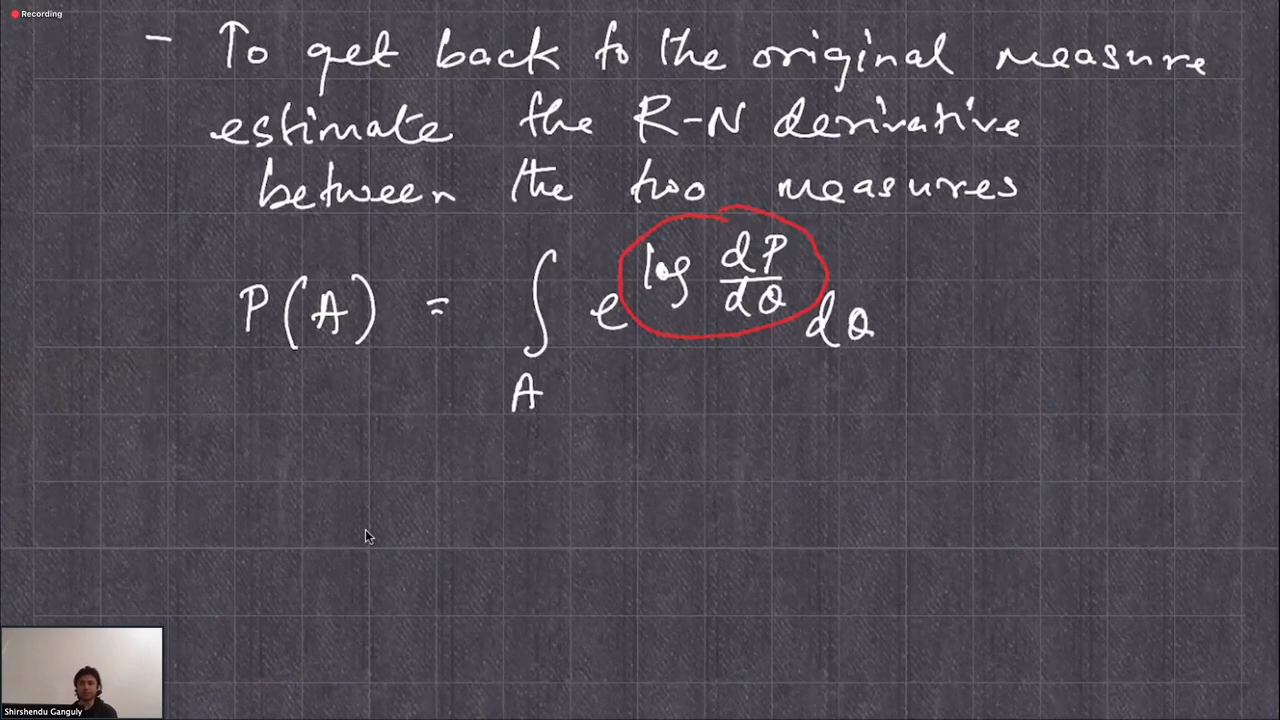 Recording
- To get back to the original measure
estimate the R-N derivative
between the two measures
P(A) = ∫_A e^{log dP/dQ} dQ
Shirshendu Ganguly